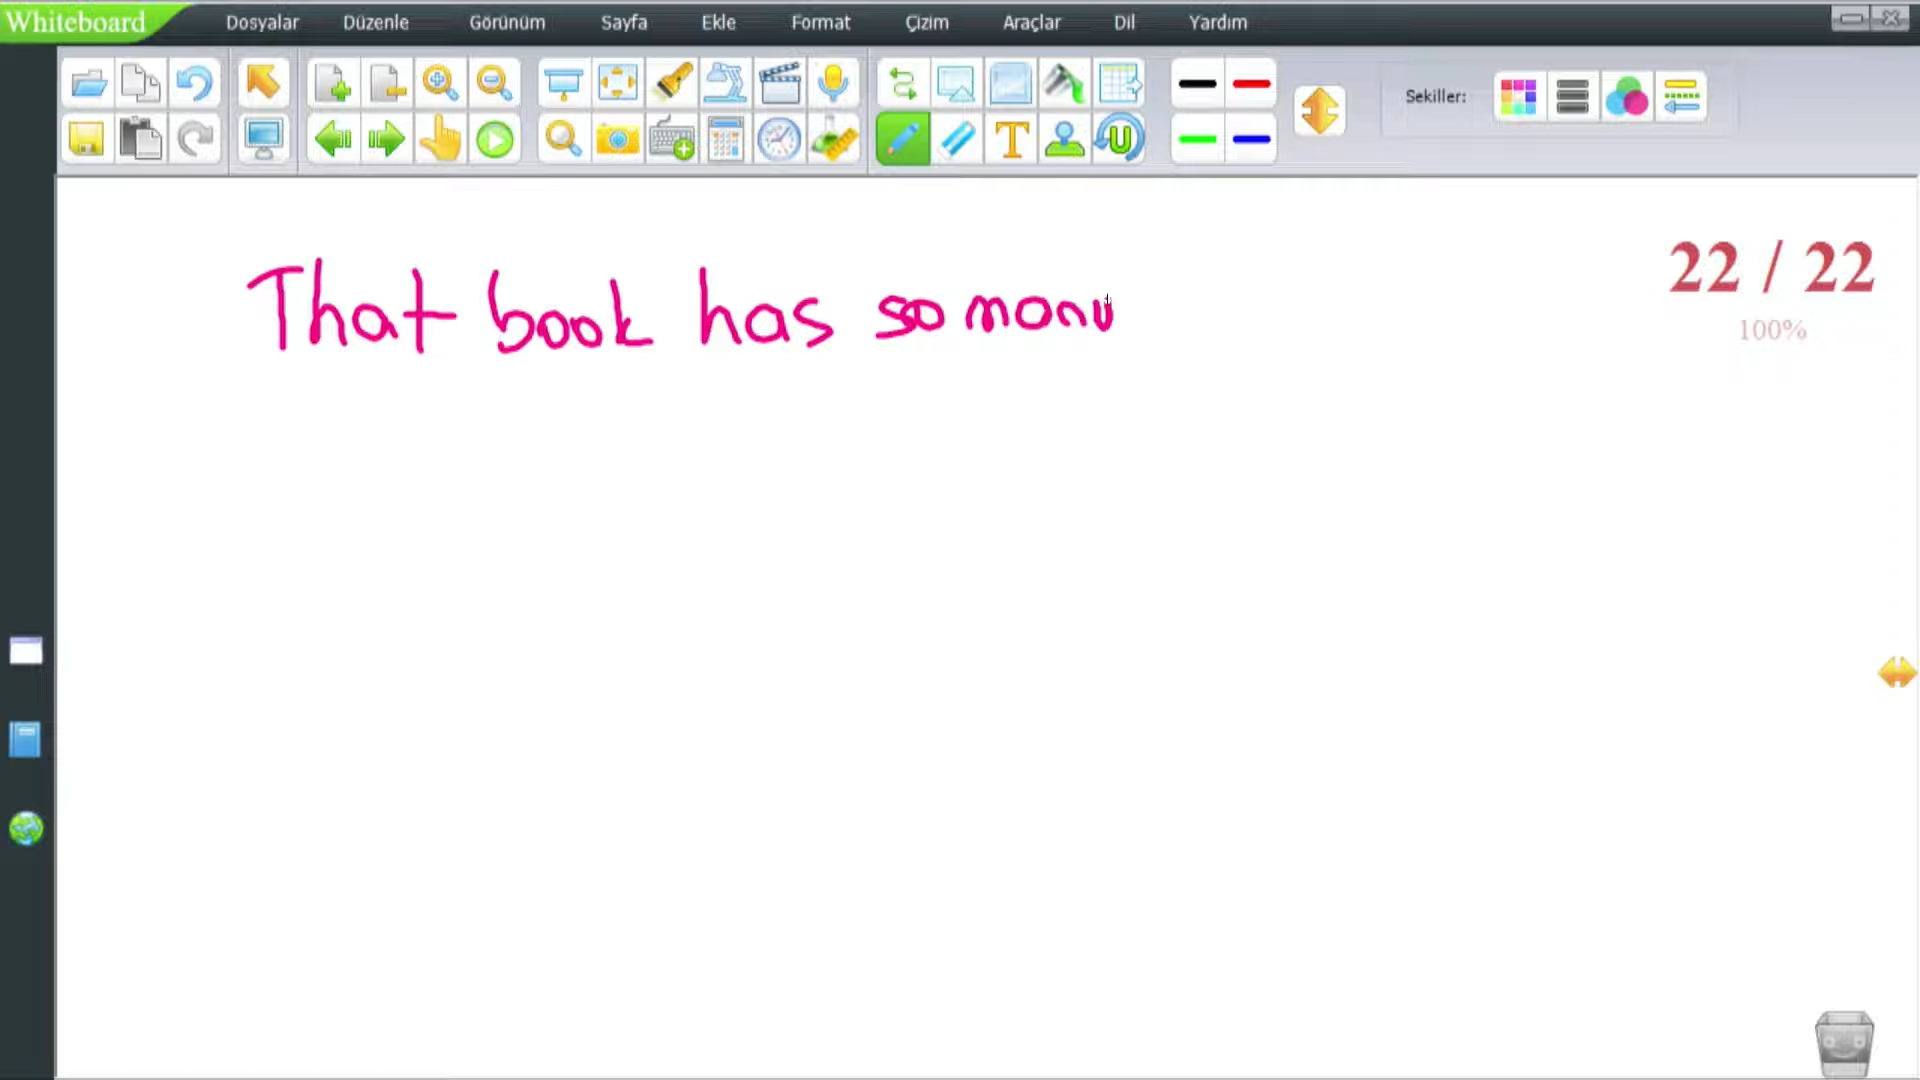 Whiteboard Dosyalar Düzenle Görünüm Sayfa Ekle Format Çizim Araçlar Dil Yardım
Sekiller:
22 / 22
100%
That book has so many